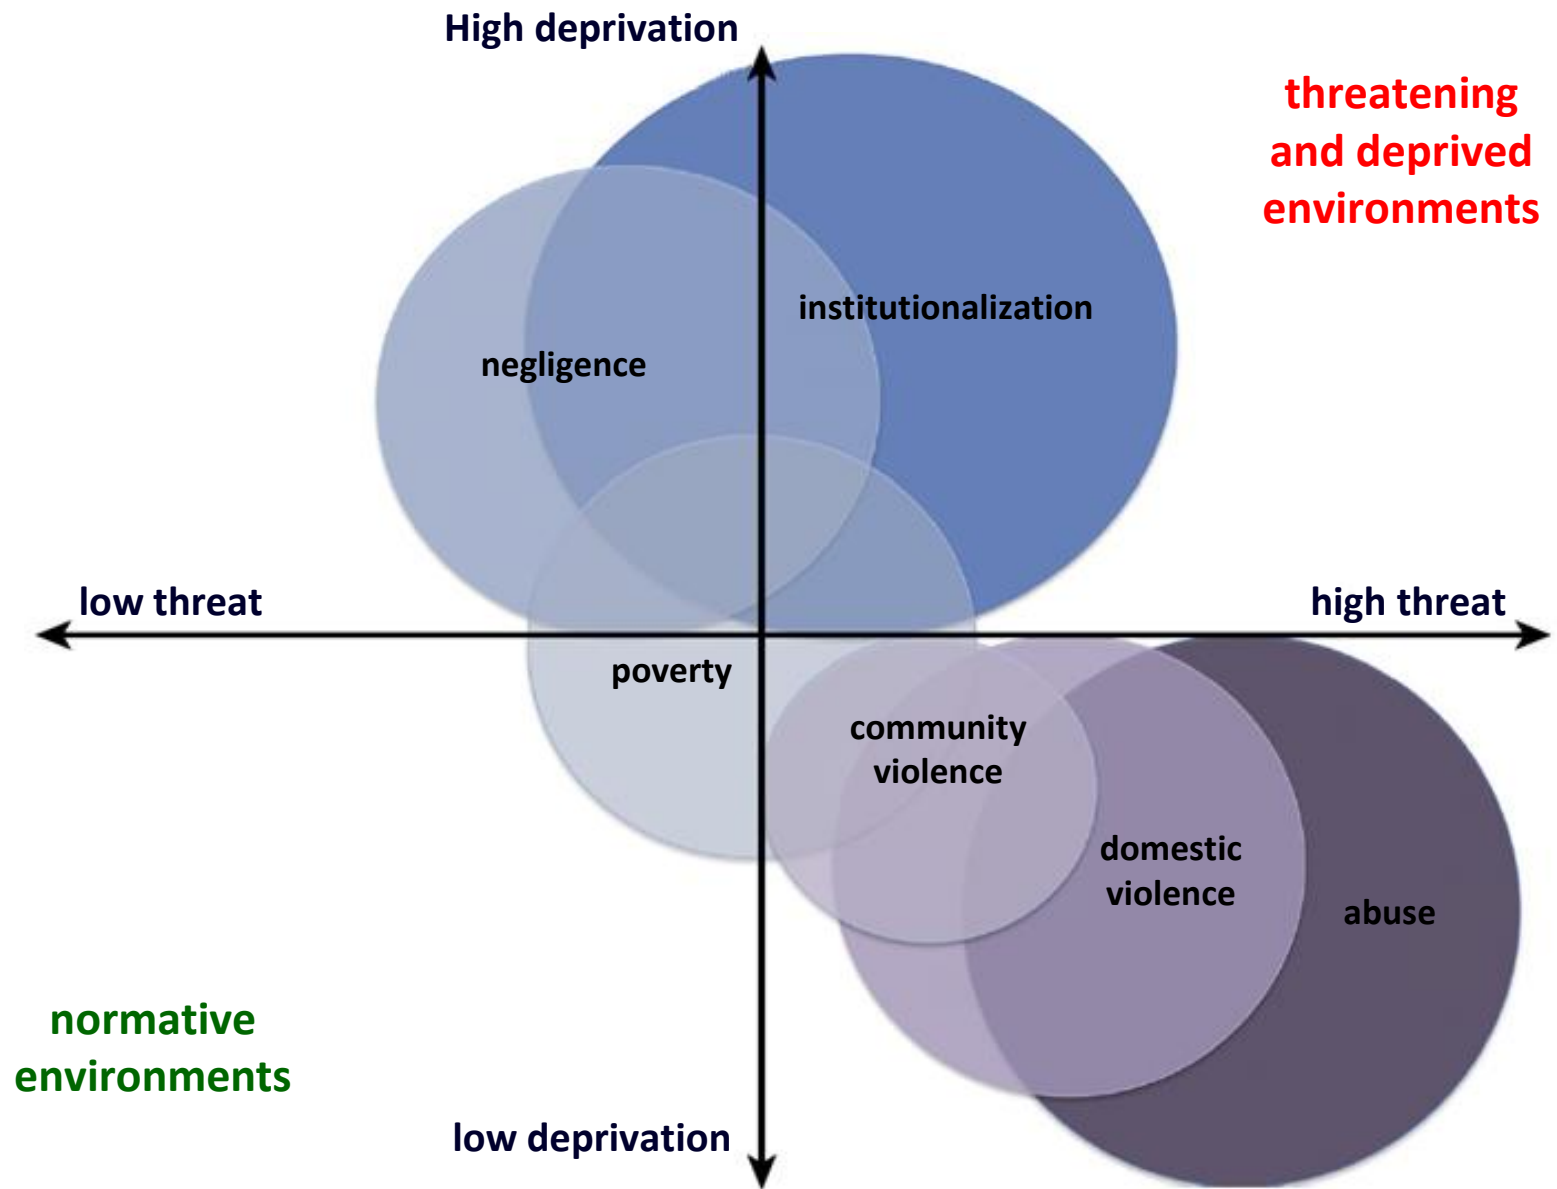 High deprivation
threatening
and deprived
environments
institutionalization
negligence
low threat
high threat
poverty
community
violence
domestic
violence
abuse
normative
environments
low deprivation